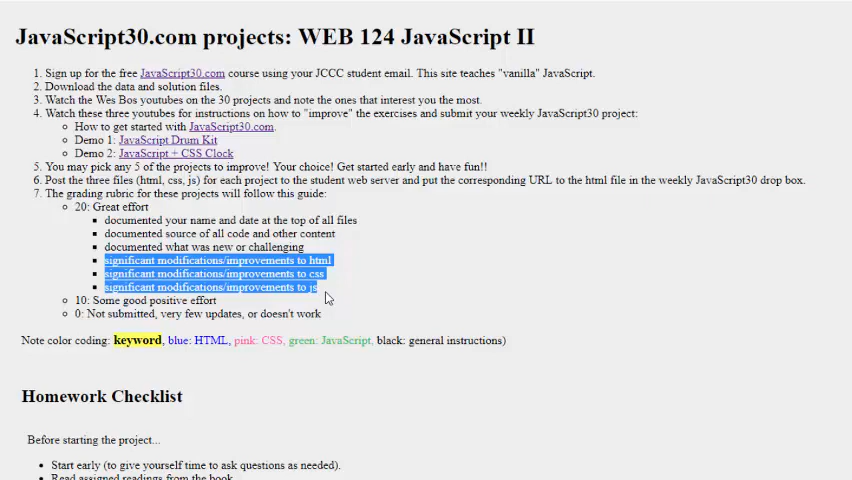 JavaScript30.com projects: WEB 124 JavaScript II
1. Sign up for the free JavaScript30.com course using your JCCC student email. This site teaches "vanilla" JavaScript.
2. Download the data and solution files.
3. Watch the Wes Bos youtubes on the 30 projects and note the ones that interest you the most.
4. Watch these three youtubes for instructions on how to "improve" the exercises and submit your weekly JavaScript30 project:
How to get started with JavaScript30.com.
Demo 1: JavaScript Drum Kit
Demo 2: JavaScript + CSS Clock
5. You may pick any 5 of the projects to improve! Your choice! Get started early and have fun!!
6. Post the three files (html, css, js) for each project to the student web server and put the corresponding URL to the html file in the weekly JavaScript30 drop box.
7. The grading rubric for these projects will follow this guide:
20: Great effort
documented your name and date at the top of all files
documented source of all code and other content
documented what was new or challenging
significant modifications/improvements to html
significant modifications/improvements to css
significant modifications/improvements to js
10: Some good positive effort
0: Not submitted, very few updates, or doesn't work
Note color coding: keyword, blue: HTML, pink: CSS, green: JavaScript, black: general instructions)
Homework Checklist
Before starting the project...
Start early (to give yourself time to ask questions as needed).
Read assigned readings from the book